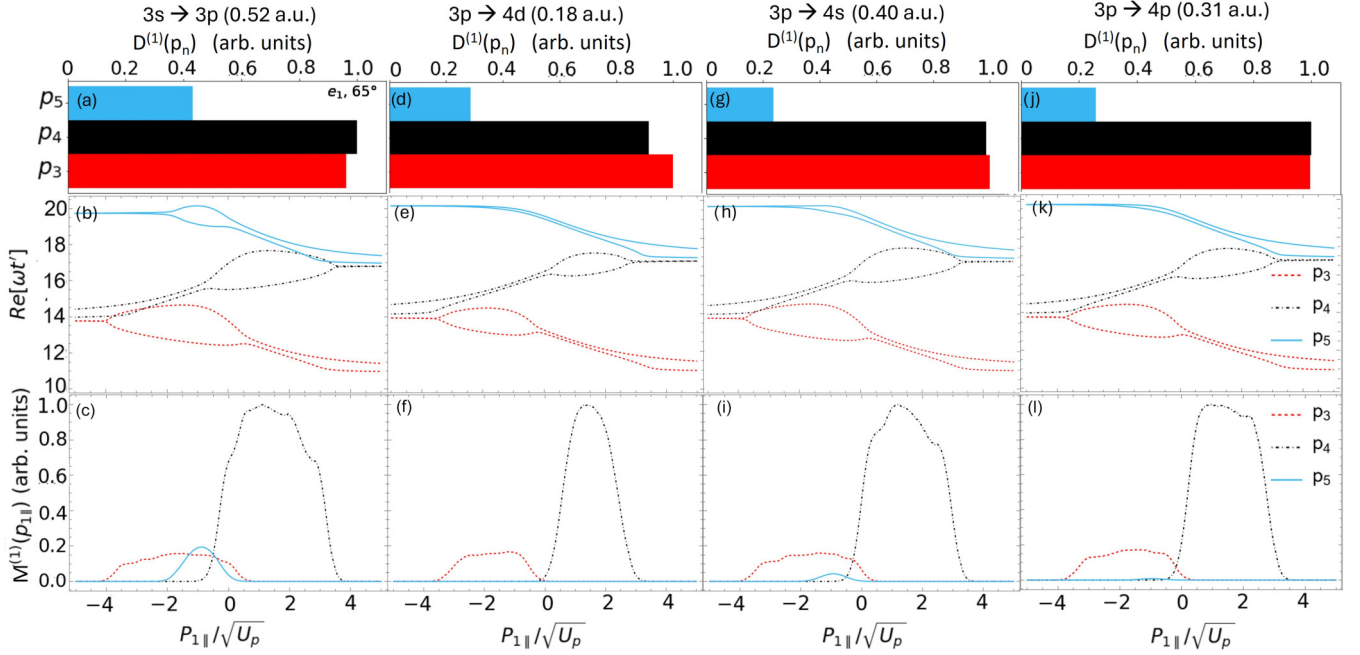 3s → 3p (0.52 a.u.) 3p → 4d (0.18 a.u.) 3p → 4s (0.40 a.u.) 3p → 4p (0.31 a.u.)
D⁽¹⁾(pₙ) (arb. units) D⁽¹⁾(pₙ) (arb. units) D⁽¹⁾(pₙ) (arb. units) D⁽¹⁾(pₙ) (arb. units)
0 0.2 0.4 0.6 0.8 1.0 0 0.2 0.4 0.6 0.8 1.0 0 0.2 0.4 0.6 0.8 1.0 0 0.2 0.4 0.6 0.8 1.0
p₅ (a) e₁, 65° (d) (g) (j)
p₄
p₃
20 (b) (e) (h) (k)
18
16
14
12
10
Re[ωt′]
p₃
p₄
p₅
1.0 (c) (f) (i) (l)
0.8
0.6
0.4
0.2
0.0
M⁽¹⁾(p₁∥) (arb. units)
p₃
p₄
p₅
−4 −2 0 2 4 −4 −2 0 2 4 −4 −2 0 2 4 −4 −2 0 2 4
P₁∥/√Uₚ P₁∥/√Uₚ P₁∥/√Uₚ P₁∥/√Uₚ